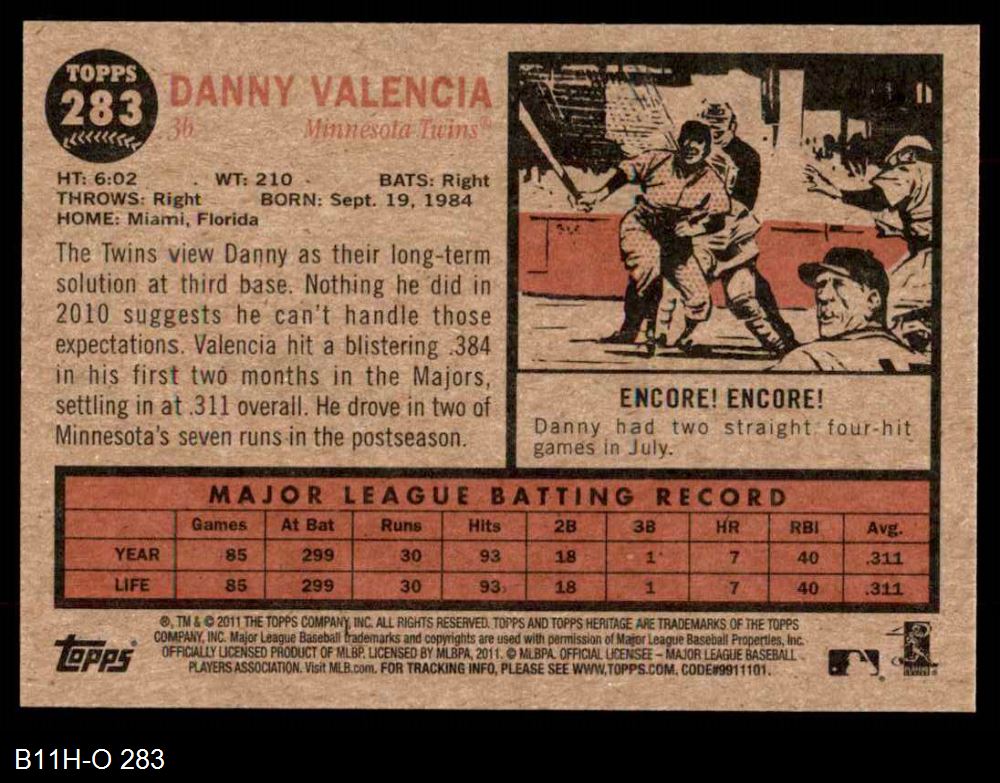 TOPPS
283
DANNY VALENCIA
3b Minnesota Twins®
HT: 6:02 WT: 210 BATS: Right
THROWS: Right BORN: Sept. 19, 1984
HOME: Miami, Florida
The Twins view Danny as their long-term
solution at third base. Nothing he did in
2010 suggests he can't handle those
expectations. Valencia hit a blistering .384
in his first two months in the Majors,
settling in at .311 overall. He drove in two of
Minnesota's seven runs in the postseason.
ENCORE! ENCORE!
Danny had two straight four-hit
games in July.
MAJOR LEAGUE BATTING RECORD
Games At Bat Runs Hits 2B 3B HR RBI Avg.
YEAR 85 299 30 93 18 1 7 40 .311
LIFE 85 299 30 93 18 1 7 40 .311
®, TM & © 2011 THE TOPPS COMPANY, INC. ALL RIGHTS RESERVED. TOPPS AND TOPPS HERITAGE ARE TRADEMARKS OF THE TOPPS
COMPANY, INC. Major League Baseball trademarks and copyrights are used with permission of Major League Baseball Properties, Inc.
OFFICIALLY LICENSED PRODUCT OF MLBP. LICENSED BY MLBPA, 2011. © MLBPA. OFFICIAL LICENSEE – MAJOR LEAGUE BASEBALL
PLAYERS ASSOCIATION. Visit MLB.com. FOR TRACKING INFO, PLEASE SEE WWW.TOPPS.COM. CODE#9911101.
Topps
B11H-O 283